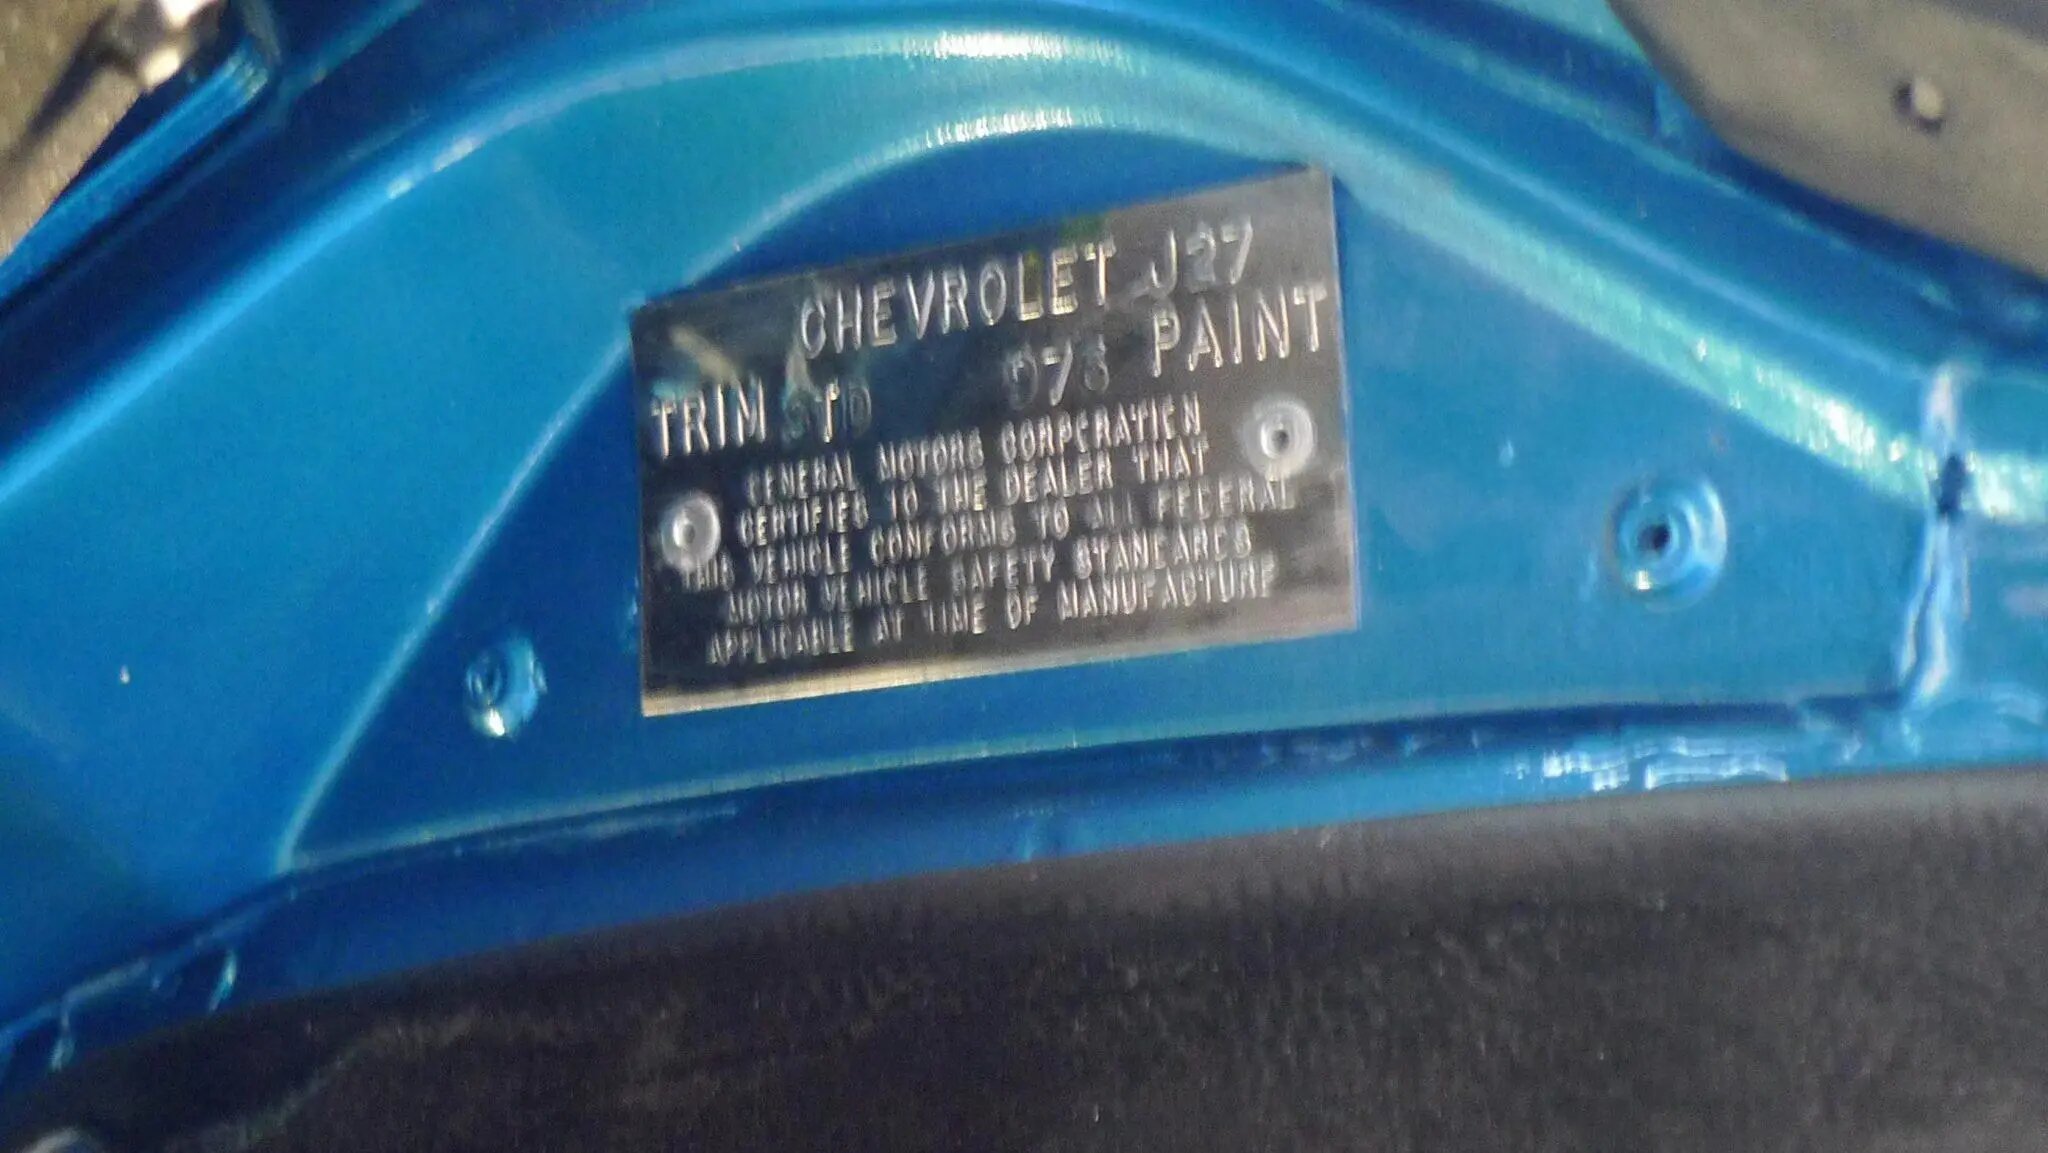 CHEVROLET J27
TRIM STD 076 PAINT
GENERAL MOTORS CORPORATION
CERTIFIES TO THE DEALER THAT
THIS VEHICLE CONFORMS TO ALL FEDERAL
MOTOR VEHICLE SAFETY STANDARDS
APPLICABLE AT TIME OF MANUFACTURE